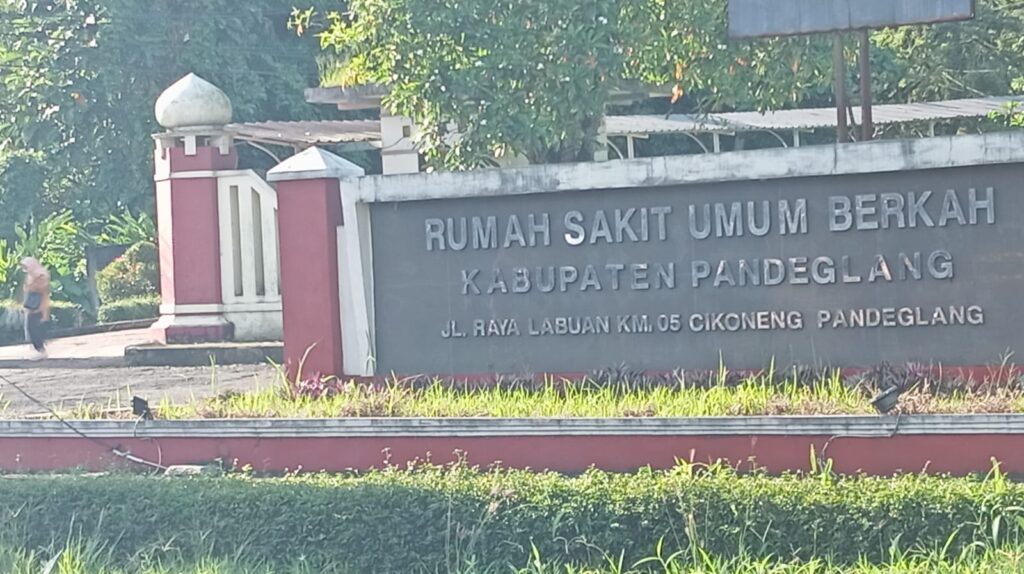 RUMAH SAKIT UMUM BERKAH
KABUPATEN PANDEGLANG
JL. RAYA LABUAN KM. 05 CIKONENG PANDEGLANG